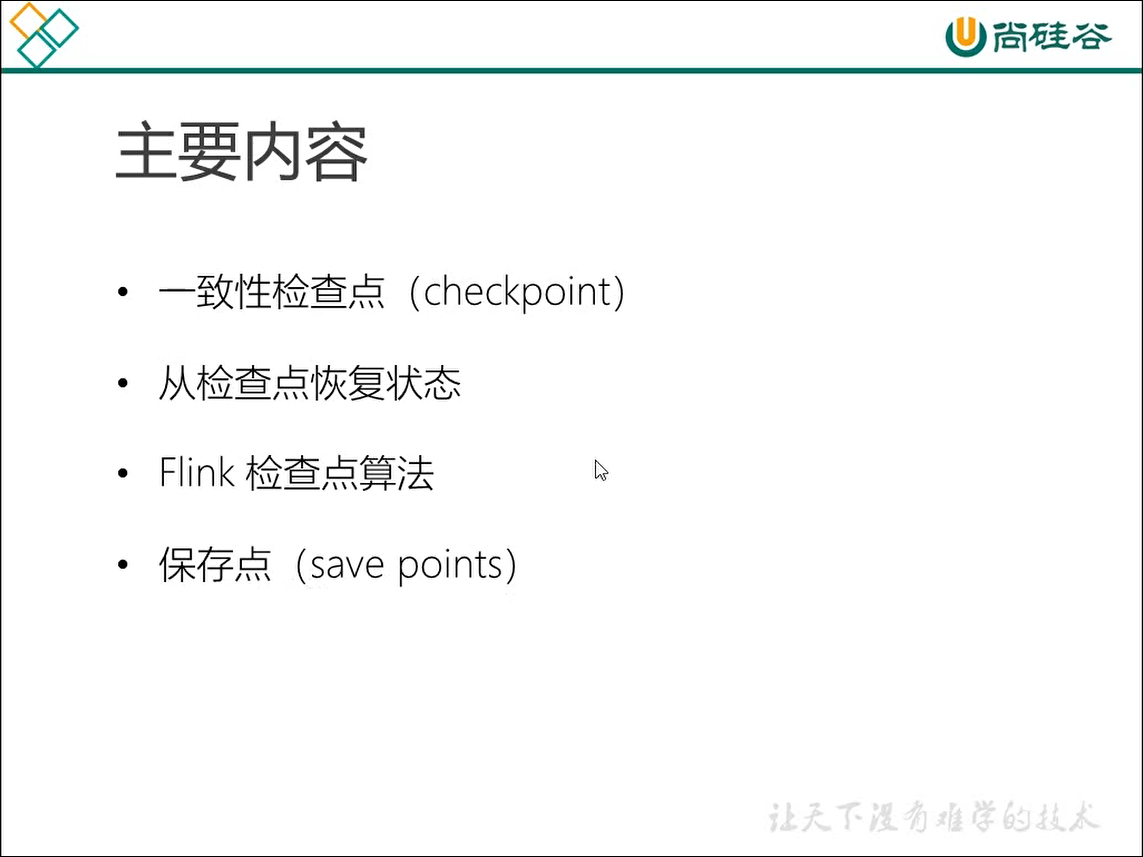 尚硅谷
主要内容
• 一致性检查点（checkpoint）
• 从检查点恢复状态
• Flink 检查点算法
• 保存点（save points）
让天下没有难学的技术